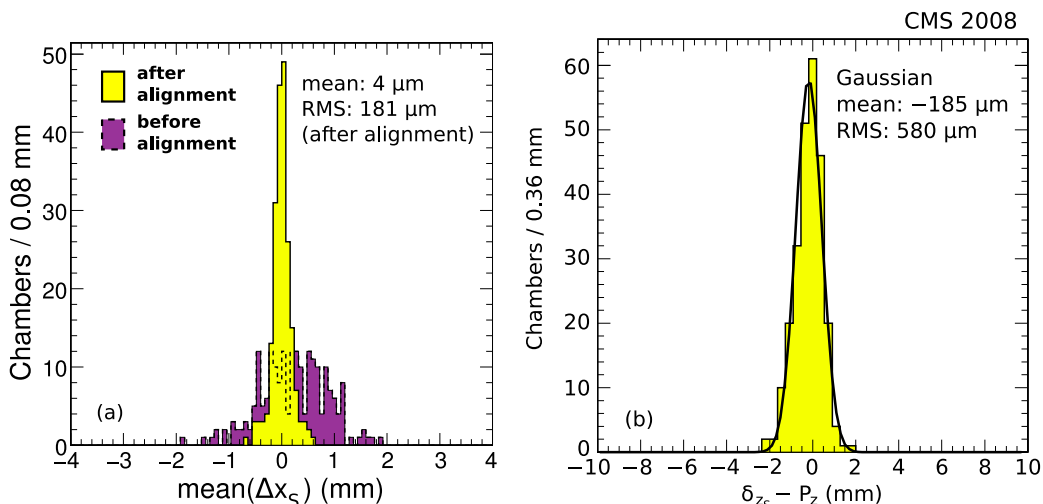 CMS 2008
50
40
30
20
10
0
Chambers / 0.08 mm
after
alignment
before
alignment
mean: 4 μm
RMS: 181 μm
(after alignment)
(a)
−4 −3 −2 −1 0 1 2 3 4
mean(Δx_S) (mm)
60
50
40
30
20
10
0
Chambers / 0.36 mm
Gaussian
mean: −185 μm
RMS: 580 μm
(b)
−10 −8 −6 −4 −2 0 2 4 6 8 10
δ_{z_S} − P_Z (mm)